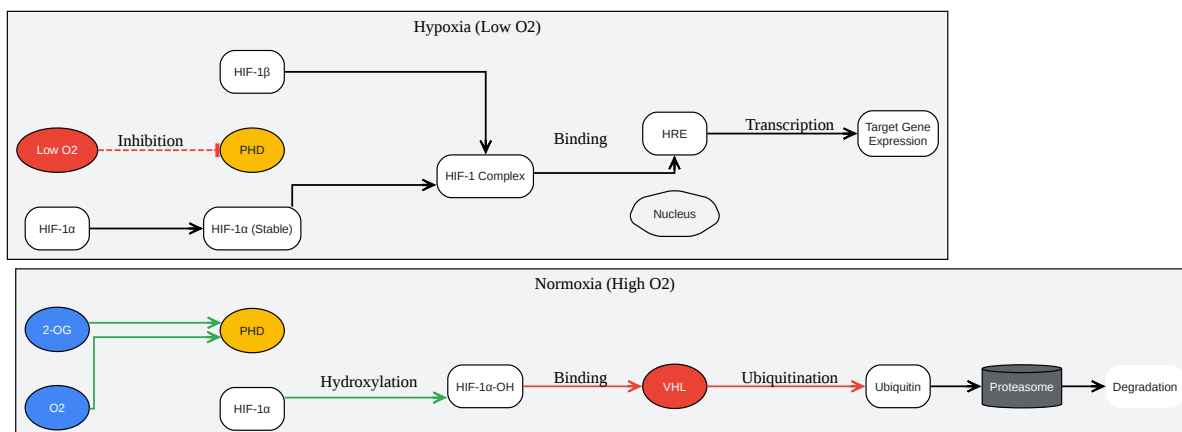 Hypoxia (Low O2)
HIF-1β
Low O2
Inhibition
PHD
HIF-1α
HIF-1α (Stable)
HIF-1 Complex
Binding
HRE
Transcription
Target Gene
Expression
Nucleus
Normoxia (High O2)
2-OG
PHD
O2
HIF-1α
Hydroxylation
HIF-1α-OH
Binding
VHL
Ubiquitination
Ubiquitin
Proteasome
Degradation